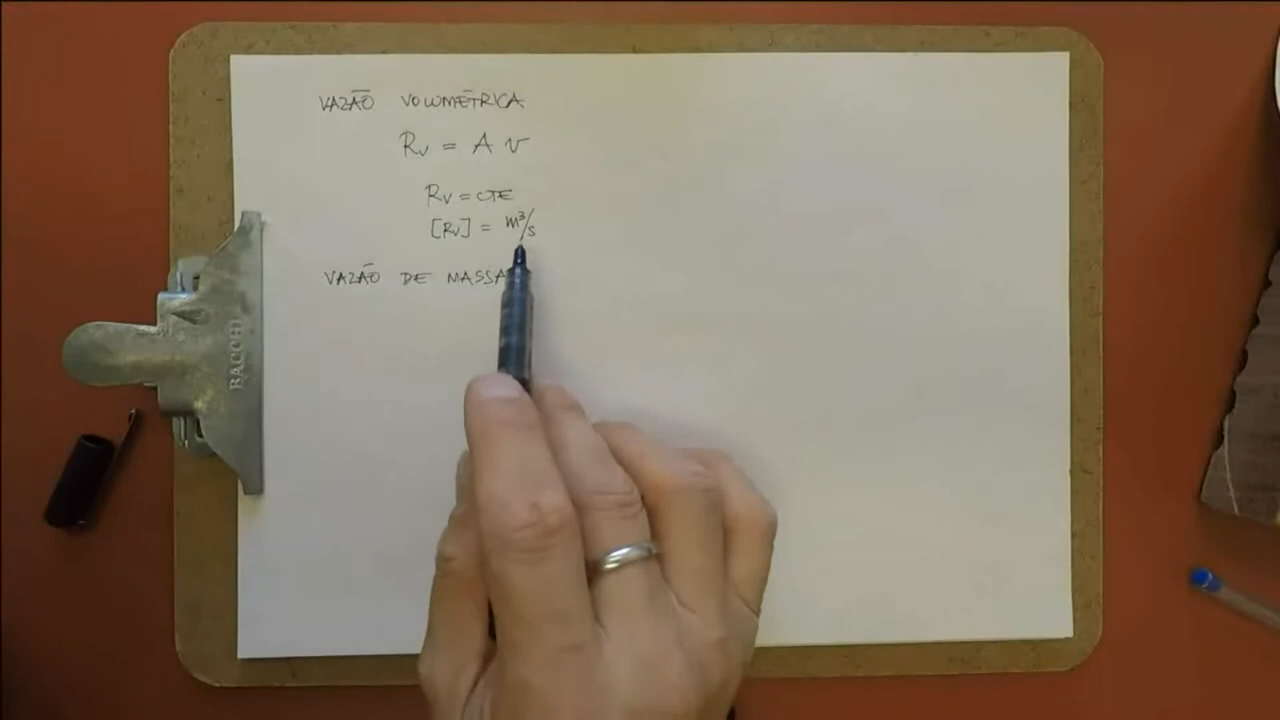 VAZÃO VOLUMÉTRICA
Rv = A v
Rv = CTE
[Rv] = m³/s
VAZÃO DE MASSA
BACCHI